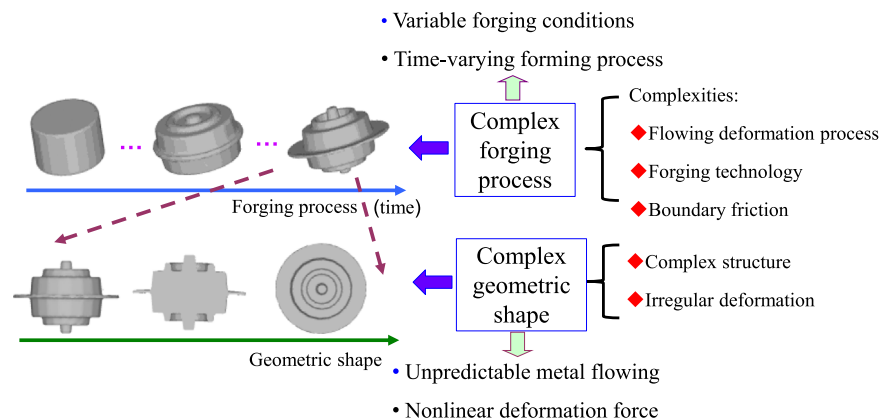 • Variable forging conditions
• Time-varying forming process
Complexities:
Complex
forging
process
Flowing deformation process
Forging technology
Boundary friction
... ...
Forging process (time)
Complex
geometric
shape
Complex structure
Irregular deformation
Geometric shape
• Unpredictable metal flowing
• Nonlinear deformation force